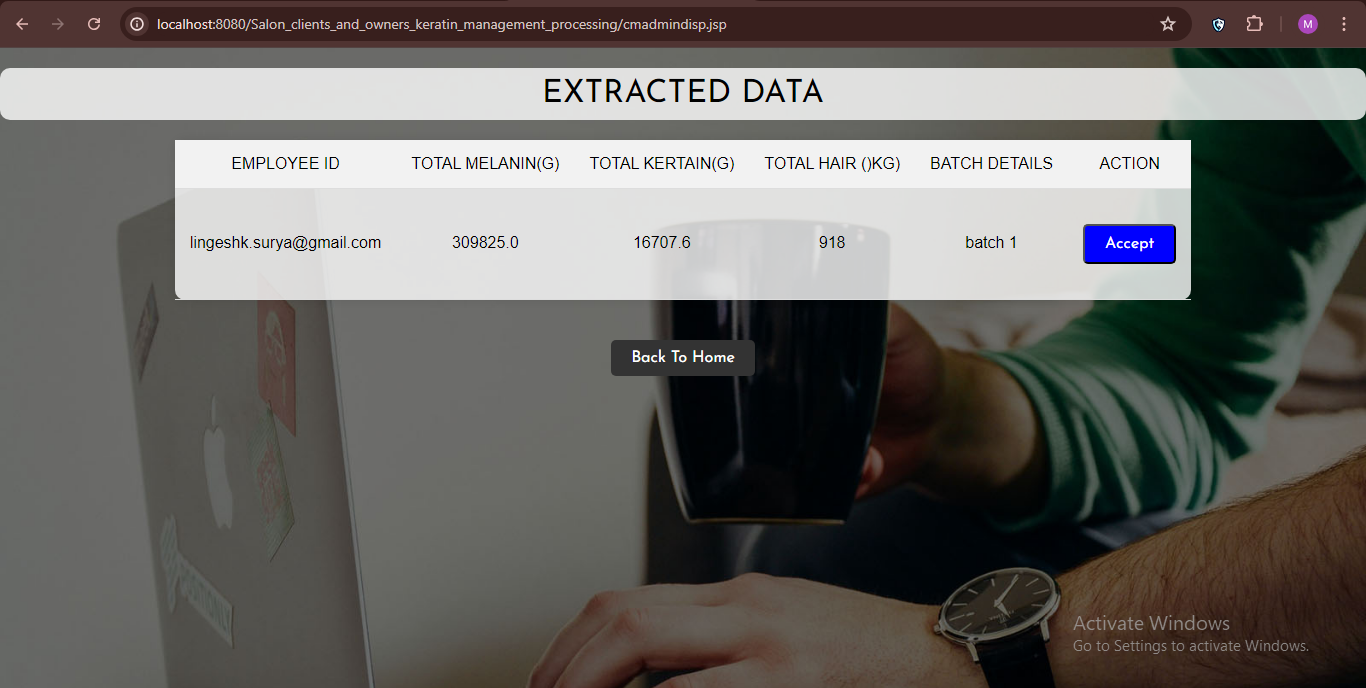 localhost:8080/Salon_clients_and_owners_keratin_management_processing/cmadmindisp.jsp
M
EXTRACTED DATA
EMPLOYEE ID TOTAL MELANIN(G) TOTAL KERTAIN(G) TOTAL HAIR ()KG) BATCH DETAILS ACTION
lingeshk.surya@gmail.com 309825.0 16707.6 918 batch 1 Accept
Back To Home
Activate Windows
Go to Settings to activate Windows.